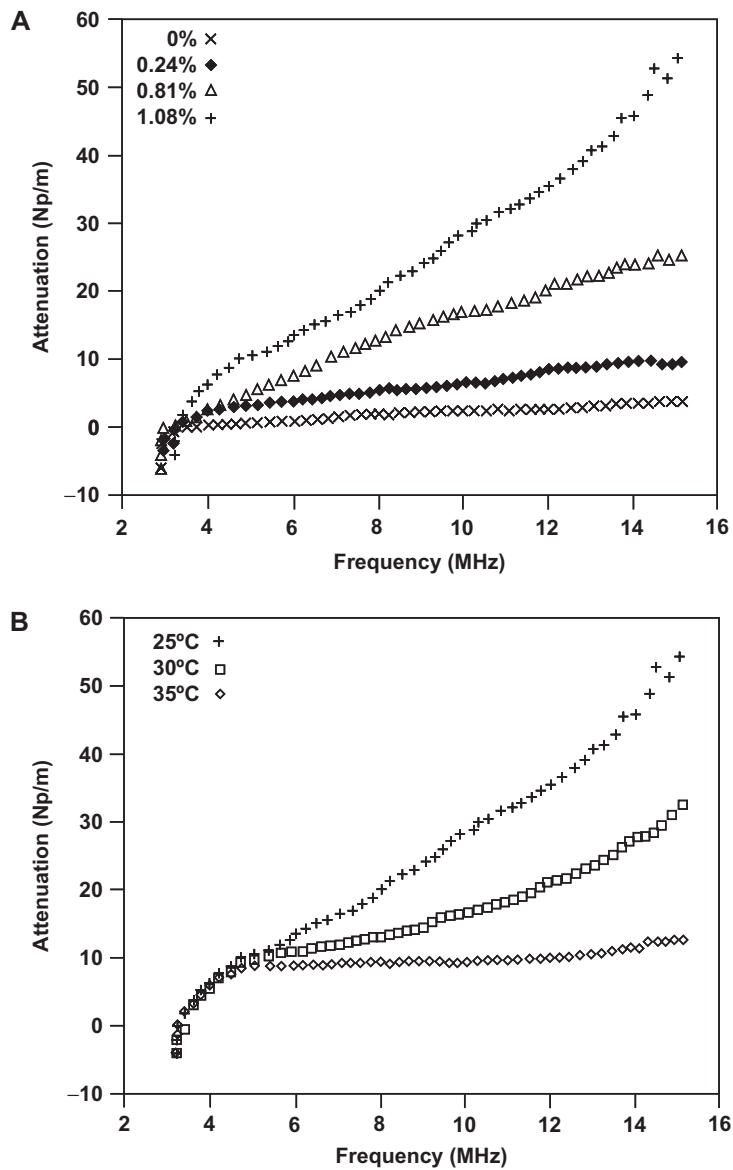 A
60
50
40
30
20
10
0
–10
Attenuation (Np/m)
0% ×
0.24% ◆
0.81% △
1.08% +
2 4 6 8 10 12 14 16
Frequency (MHz)
B
60
50
40
30
20
10
0
–10
Attenuation (Np/m)
25ºC +
30ºC □
35ºC ◇
2 4 6 8 10 12 14 16
Frequency (MHz)